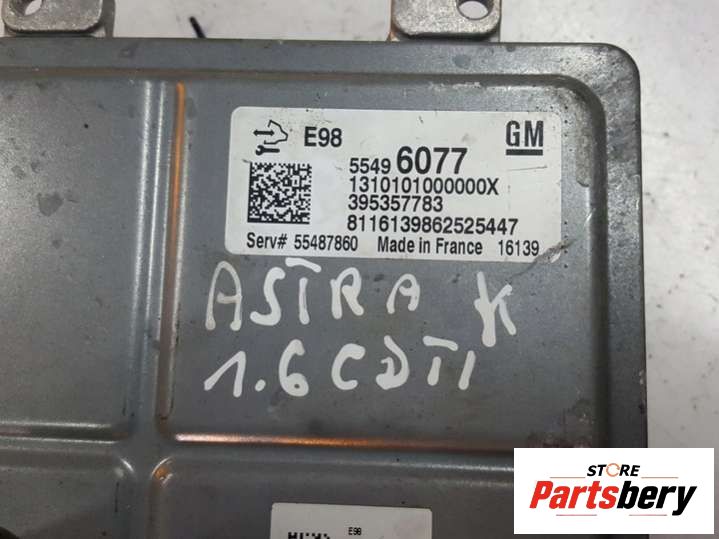 E98 GM
5549 6077
1310101000000X
395357783
8116139862525447
Serv# 55487860 Made in France 16139
ASTRA K
1.6 CDTI
E98
STORE
Partsbery